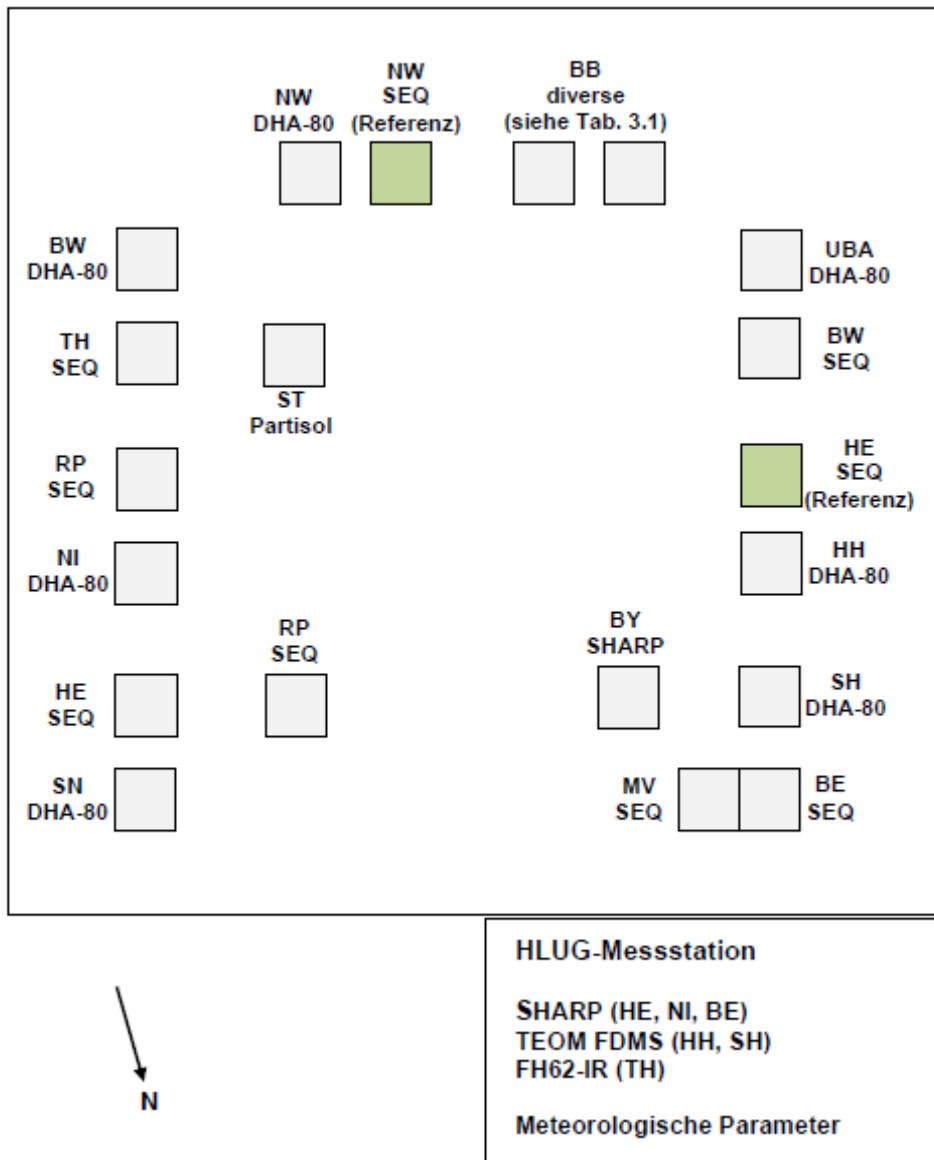 NW
DHA-80
NW
SEQ
(Referenz)
BB
diverse
(siehe Tab. 3.1)
BW
DHA-80
UBA
DHA-80
TH
SEQ
ST
Partisol
BW
SEQ
RP
SEQ
HE
SEQ
(Referenz)
NI
DHA-80
HH
DHA-80
RP
SEQ
BY
SHARP
HE
SEQ
SH
DHA-80
SN
DHA-80
MV
SEQ
BE
SEQ
N
HLUG-Messstation
SHARP (HE, NI, BE)
TEOM FDMS (HH, SH)
FH62-IR (TH)
Meteorologische Parameter